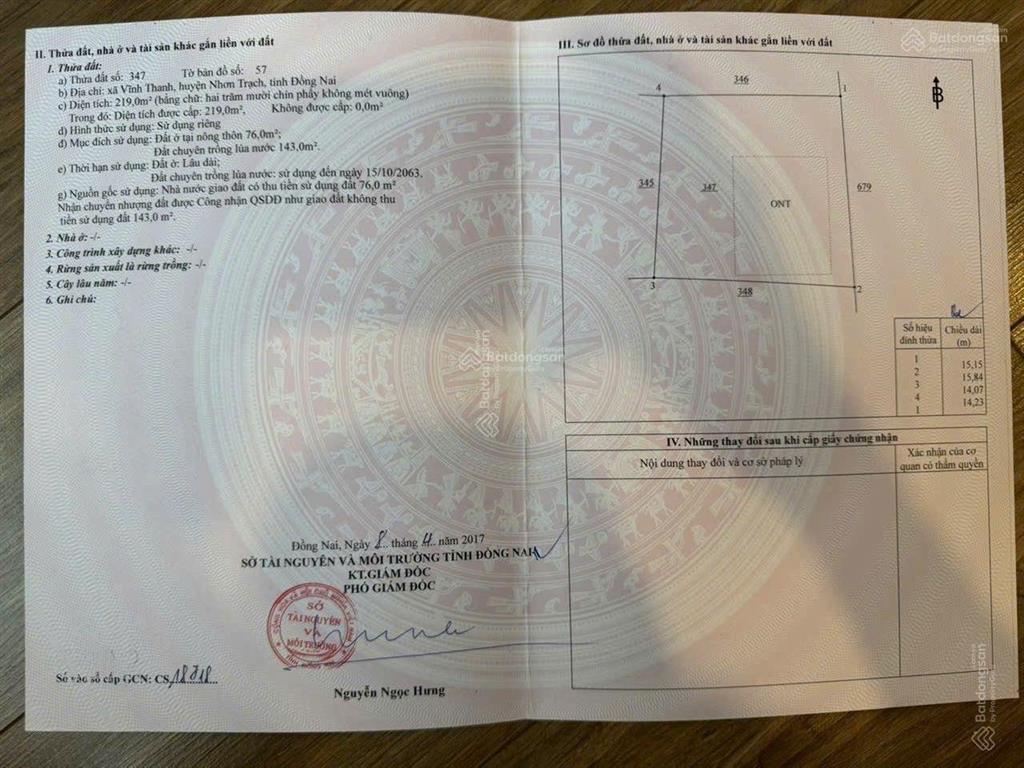 II. Thửa đất, nhà ở và tài sản khác gắn liền với đất
1. Thửa đất:
a) Thửa đất số: 347 Tờ bản đồ số: 57
b) Địa chỉ: xã Vĩnh Thanh, huyện Nhơn Trạch, tỉnh Đồng Nai
c) Diện tích: 219,0m² (bằng chữ: hai trăm mười chín phẩy không mét vuông)
Trong đó: Diện tích được cấp: 219,0m², Không được cấp: 0,0m²
d) Hình thức sử dụng: Sử dụng riêng
đ) Mục đích sử dụng: Đất ở tại nông thôn 76,0m²;
Đất chuyên trồng lúa nước 143,0m².
e) Thời hạn sử dụng: Đất ở: Lâu dài;
Đất chuyên trồng lúa nước: sử dụng đến ngày 15/10/2063.
g) Nguồn gốc sử dụng: Nhà nước giao đất có thu tiền sử dụng đất 76,0 m²
Nhận chuyển nhượng đất được Công nhận QSDĐ như giao đất không thu
tiền sử dụng đất 143,0 m².
2. Nhà ở: -/-
3. Công trình xây dựng khác: -/-
4. Rừng sản xuất là rừng trồng: -/-
5. Cây lâu năm: -/-
6. Ghi chú:
Đồng Nai, Ngày 8 tháng 4 năm 2017
SỞ TÀI NGUYÊN VÀ MÔI TRƯỜNG TỈNH ĐỒNG NAI
KT.GIÁM ĐỐC
PHÓ GIÁM ĐỐC
SỞ
TÀI NGUYÊN
VÀ
MÔI TRƯỜNG
Nguyễn Ngọc Hưng
Số vào sổ cấp GCN: CS
III. Sơ đồ thửa đất, nhà ở và tài sản khác gắn liền với đất
346
4
1
B
345
347
679
ONT
3
348
2
Số hiệu đỉnh thửa Chiều dài (m)
1
15,15
2
15,84
3
14,07
4
14,23
1
IV. Những thay đổi sau khi cấp giấy chứng nhận
Nội dung thay đổi và cơ sở pháp lý
Xác nhận của cơ
quan có thẩm quyền
Batdongsan
by PropertyGuru
Batdongsan
Batdongsan
Batdongsan
by PropertyGuru